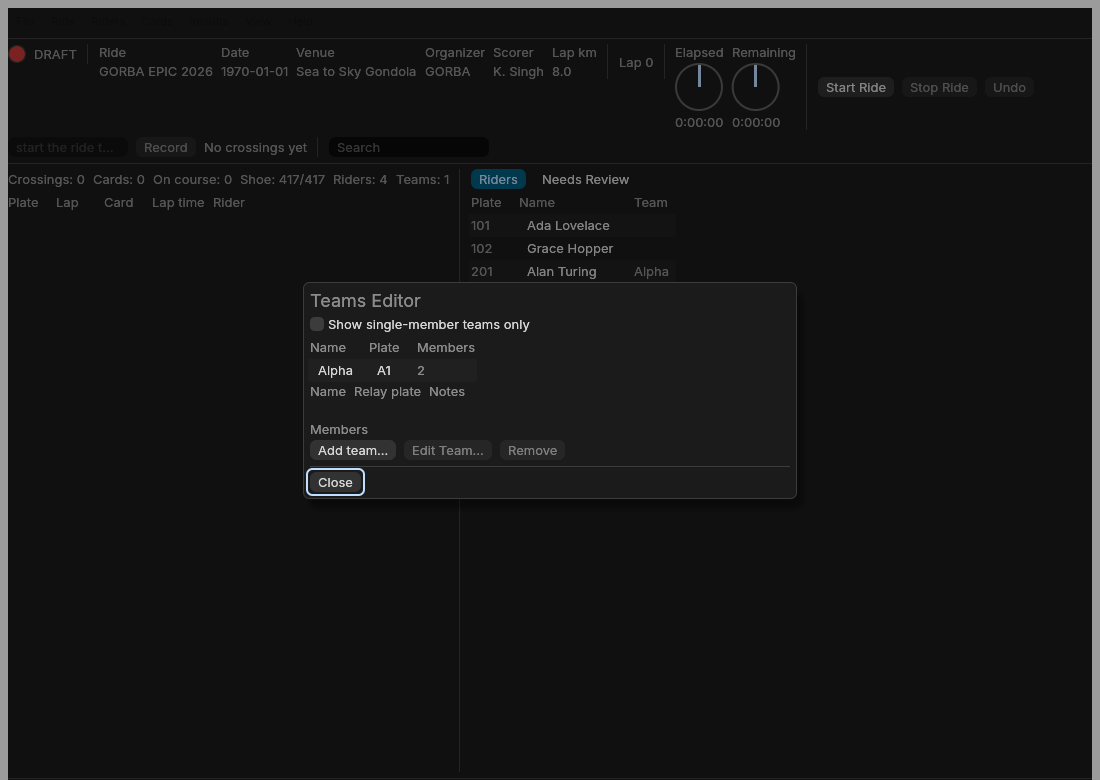 DRAFT
Ride Date Venue Organizer Scorer Lap km
GORBA EPIC 2026 1970-01-01 Sea to Sky Gondola GORBA K. Singh 8.0
Lap 0
Elapsed Remaining
0:00:00 0:00:00
Start Ride Stop Ride Undo
start the ride t... Record No crossings yet Search
Crossings: 0 Cards: 0 On course: 0 Shoe: 417/417 Riders: 4 Teams: 1
Plate Lap Card Lap time Rider
Riders Needs Review
Plate Name Team
101 Ada Lovelace
102 Grace Hopper
201 Alan Turing Alpha
Teams Editor
Show single-member teams only
Name Plate Members
Alpha A1 2
Name Relay plate Notes
Members
Add team... Edit Team... Remove
Close